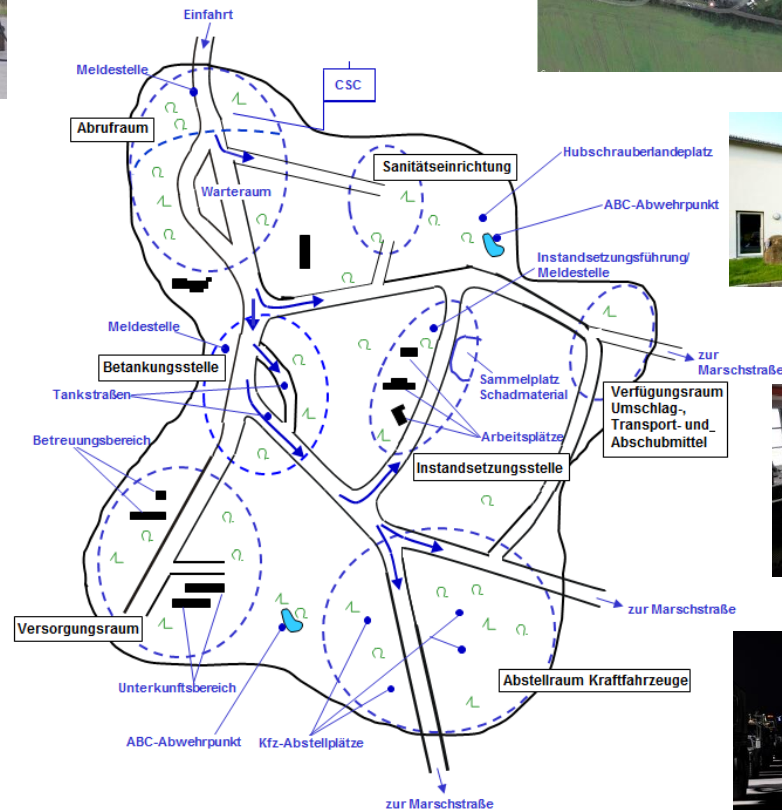 Einfahrt
Meldestelle
CSC
Abrufraum
Sanitätseinrichtung
Hubschrauberlandeplatz
Warteraum
ABC-Abwehrpunkt
Instandsetzungsführung/
Meldestelle
Meldestelle
Betankungsstelle
zur
Marschstraße
Tankstraßen
Sammelplatz
Schadmaterial
Verfügungsraum
Umschlag-,
Transport- und_
Abschubmittel
Betreuungsbereich
Arbeitsplätze
Instandsetzungsstelle
zur Marschstraße
Versorgungsraum
Unterkunftsbereich
Abstellraum Kraftfahrzeuge
ABC-Abwehrpunkt
Kfz-Abstellplätze
zur Marschstraße